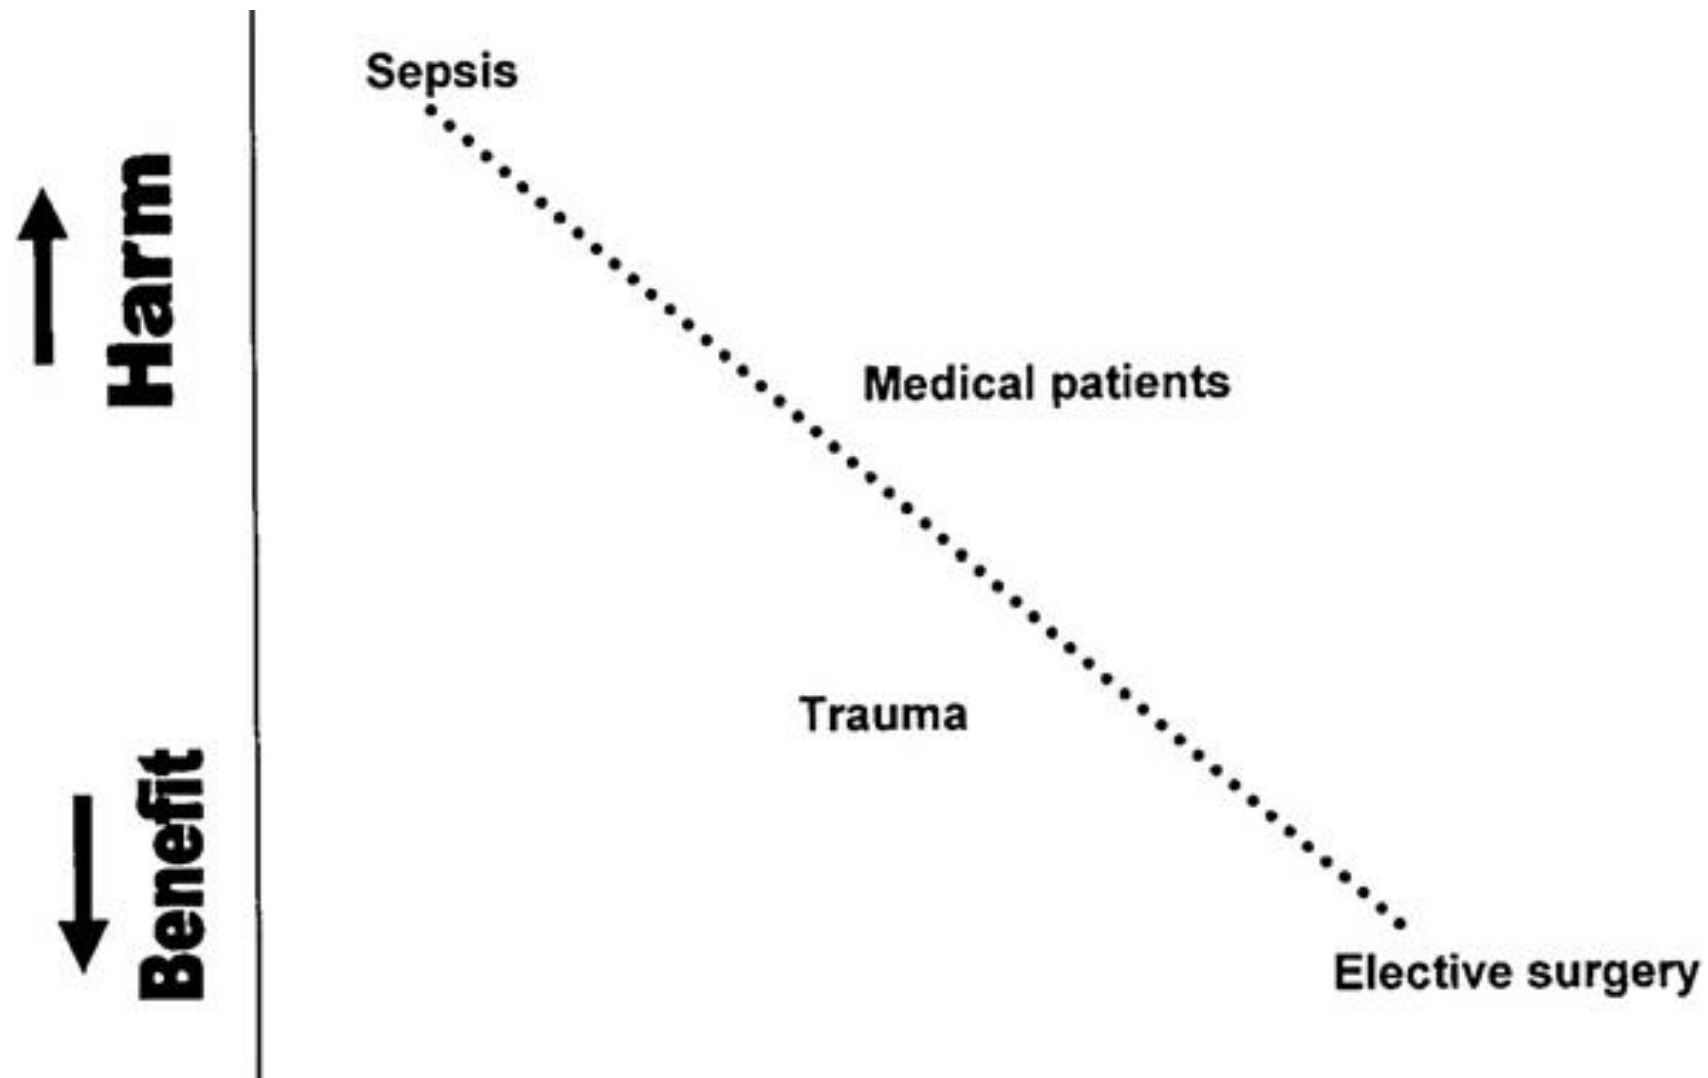 Sepsis
Harm
Medical patients
Trauma
Benefit
Elective surgery